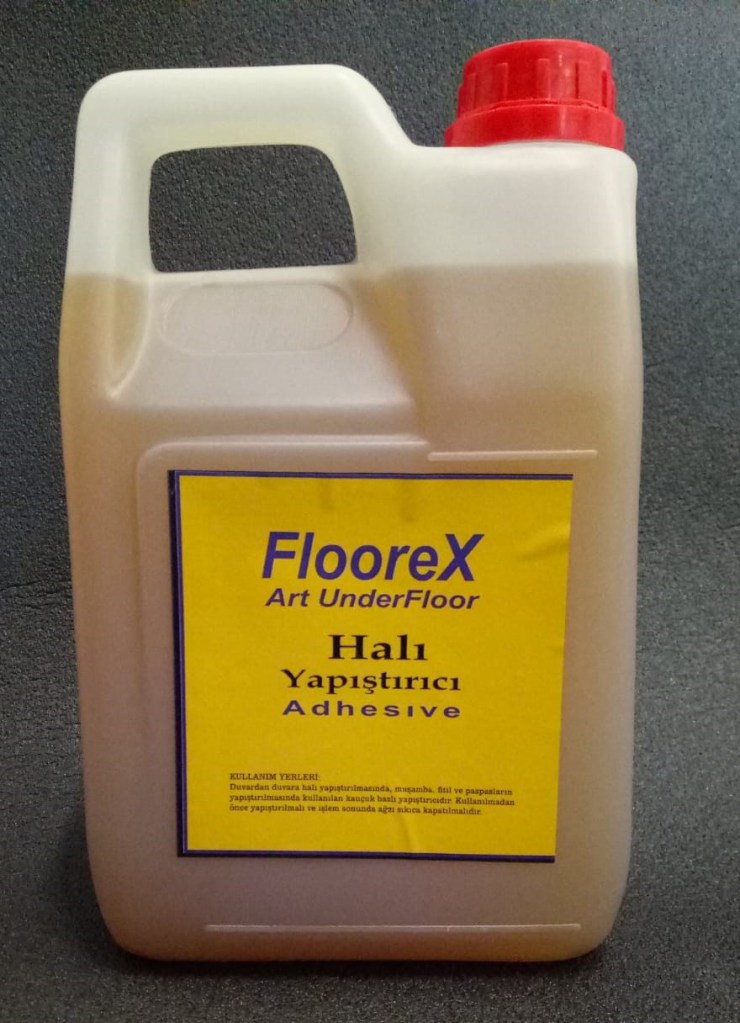 FlooreX
Art UnderFloor
Halı
Yapıştırıcı
Adhesıve
KULLANIM YERLERİ:
Duvardan duvara halı yapıştırılmasında, muşamba, fitil ve paspasların
yapıştırılmasında kullanılan kauçuk bazlı yapıştırıcıdır. Kullanılmadan
önce yapıştırılmalı ve işlem sonunda ağzı sıkıca kapatılmalıdır.